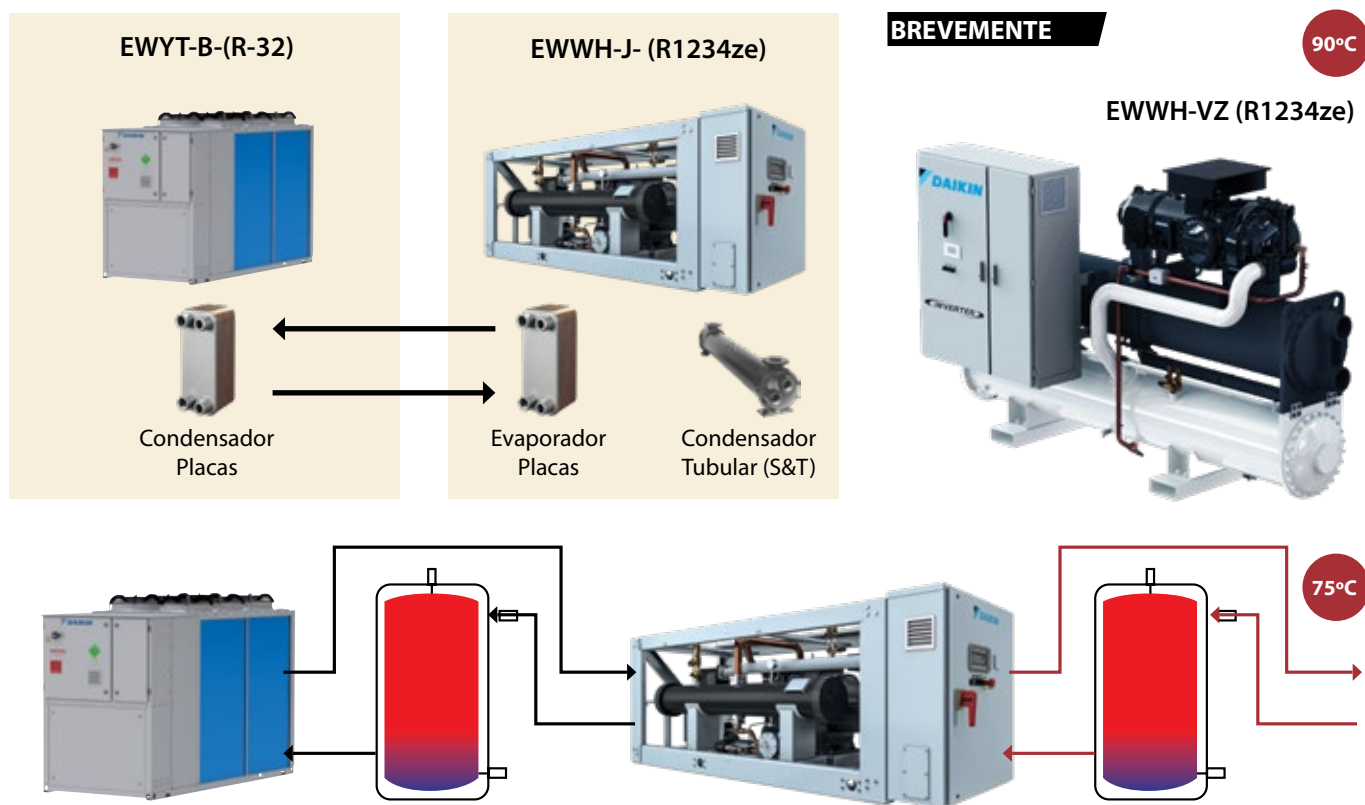 EWYT-B-(R-32)
EWWH-J- (R1234ze)
BREVEMENTE
90ºC
EWWH-VZ (R1234ze)
DAIKIN
INVERTER
Condensador
Placas
Evaporador
Placas
Condensador
Tubular (S&T)
75ºC
DAIKIN